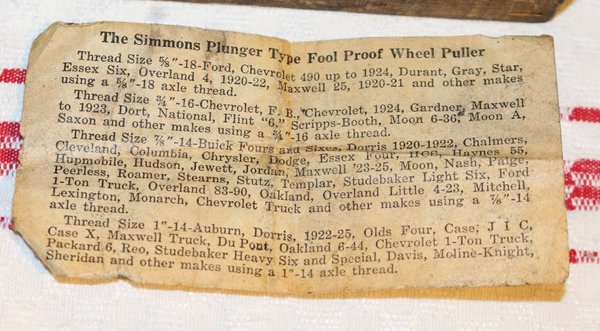 The Simmons Plunger Type Fool Proof Wheel Puller
Thread Size ⅝"-18-Ford, Chevrolet 490 up to 1924, Durant, Gray, Star,
Essex Six, Overland 4, 1920-22, Maxwell 25, 1920-21 and other makes
using a ⅝"-18 axle thread.
Thread Size ¾"-16-Chevrolet, F. B., Chevrolet, 1924, Gardner, Maxwell
to 1923, Dort, National, Flint "6," Scripps-Booth, Moon 6-36, Moon A,
Saxon and other makes using a ¾"-16 axle thread.
Thread Size ⅞"-14-Buick Fours and Sixes, Dorris 1920-1922, Chalmers,
Cleveland, Columbia, Chrysler, Dodge, Essex Four, Haynes 55,
Hupmobile, Hudson, Jewett, Jordan, Maxwell '23-25, Moon, Nash, Paige,
Peerless, Roamer, Stearns, Stutz, Templar, Studebaker Light Six, Ford
1-Ton Truck, Overland 83-90, Oakland, Overland Little 4-23, Mitchell,
Lexington, Monarch, Chevrolet Truck and other makes using a ⅞"-14
axle thread.
Thread Size 1"-14-Auburn, Dorris, 1922-25, Olds Four, Case, J I C,
Case X, Maxwell Truck, Du Pont, Oakland 6-44, Chevrolet 1-Ton Truck,
Packard 6, Reo, Studebaker Heavy Six and Special, Davis, Moline-Knight,
Sheridan and other makes using a 1"-14 axle thread.